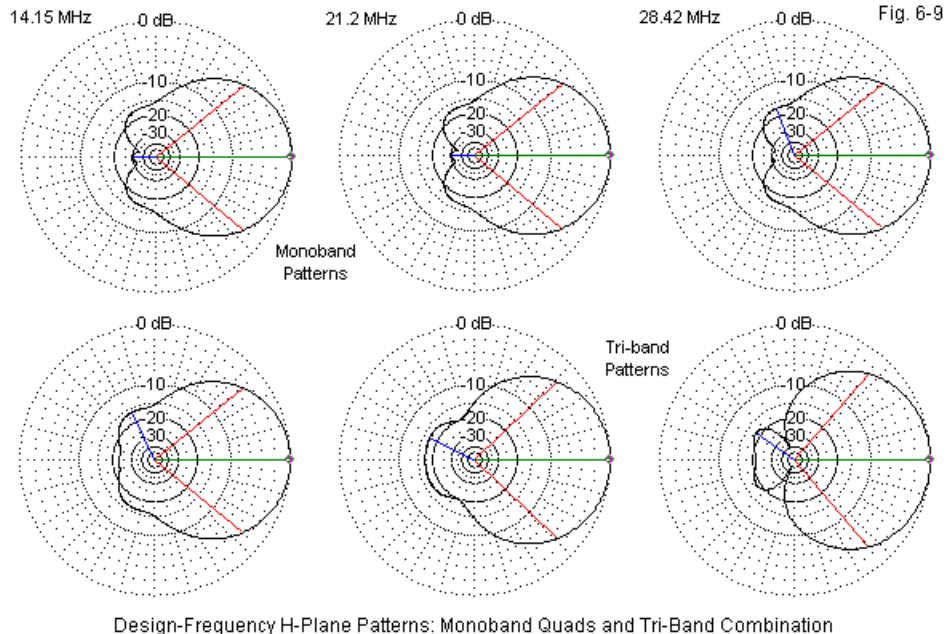 14.15 MHz
0 dB
21.2 MHz
0 dB
28.42 MHz
0 dB
Fig. 6-9
-10
20
30
-10
20
30
-10
20
30
Monoband
Patterns
0 dB
0 dB
0 dB
Tri-band
Patterns
-10
20
30
-10
20
30
-10
20
30
Design-Frequency H-Plane Patterns: Monoband Quads and Tri-Band Combination